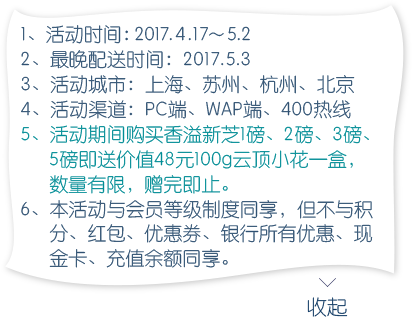 1、活动时间：2017.4.17～5.2
2、最晚配送时间：2017.5.3
3、活动城市：上海、苏州、杭州、北京
4、活动渠道：PC端、WAP端、400热线
5、活动期间购买香溢新芝1磅、2磅、3磅、
5磅即送价值48元100g云顶小花一盒，
数量有限，赠完即止。
6、本活动与会员等级制度同享，但不与积
分、红包、优惠券、银行所有优惠、现
金卡、充值余额同享。
收起